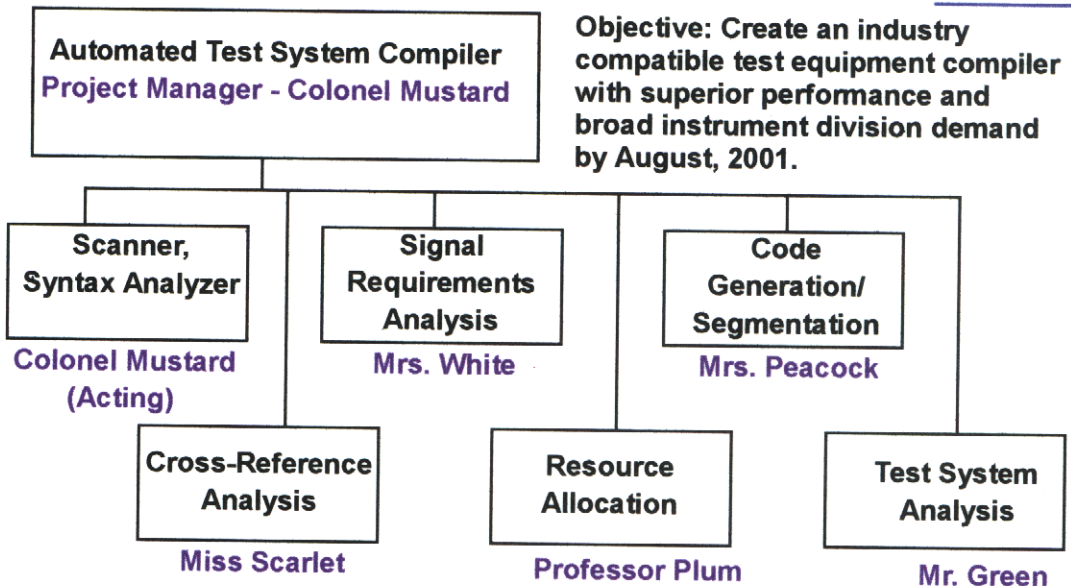 Automated Test System Compiler
Project Manager - Colonel Mustard
Objective: Create an industry
compatible test equipment compiler
with superior performance and
broad instrument division demand
by August, 2001.
Scanner,
Syntax Analyzer
Colonel Mustard
(Acting)
Signal
Requirements
Analysis
Mrs. White
Code
Generation/
Segmentation
Mrs. Peacock
Cross-Reference
Analysis
Miss Scarlet
Resource
Allocation
Professor Plum
Test System
Analysis
Mr. Green